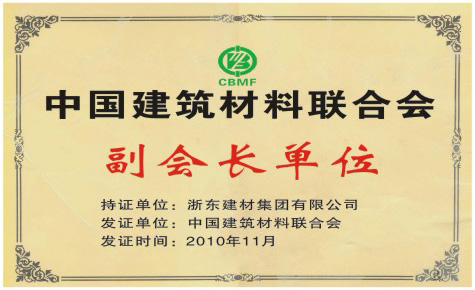 CBMF
中国建筑材料联合会
副会长单位
持证单位：浙东建材集团有限公司
发证单位：中国建筑材料联合会
发证时间：2010年11月